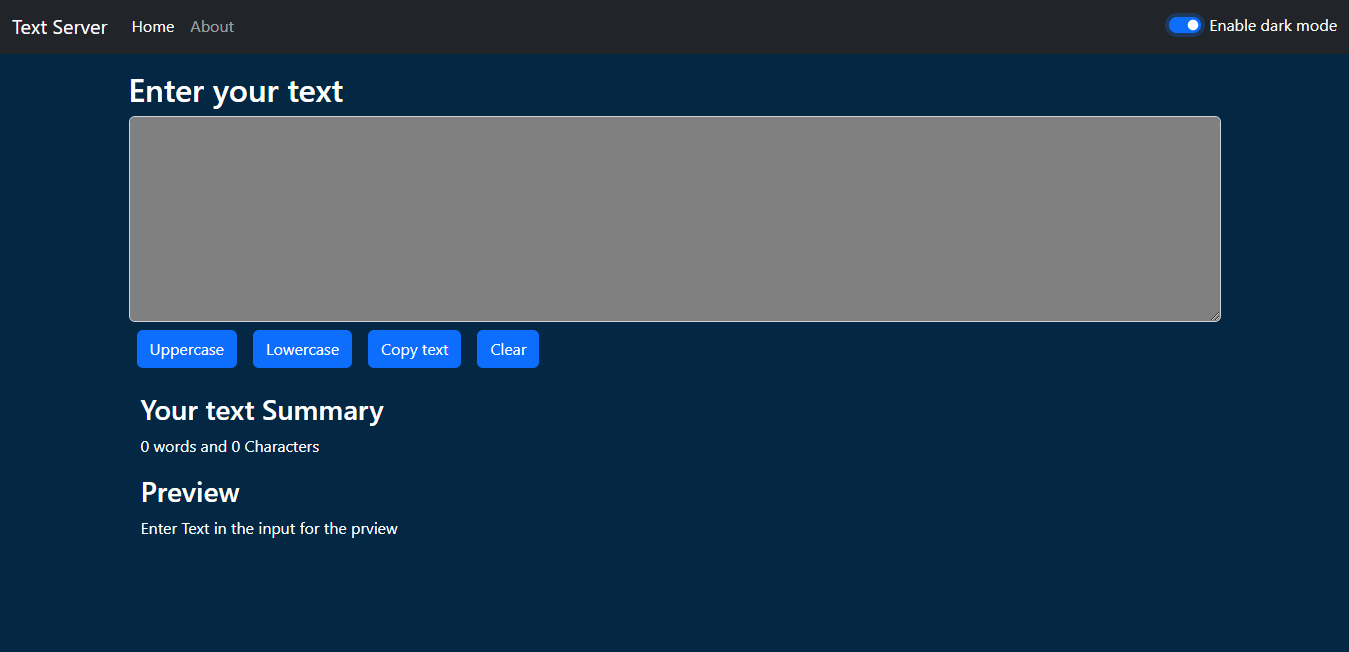 Text Server Home About Enable dark mode
Enter your text
Uppercase Lowercase Copy text Clear
Your text Summary
0 words and 0 Characters
Preview
Enter Text in the input for the prview